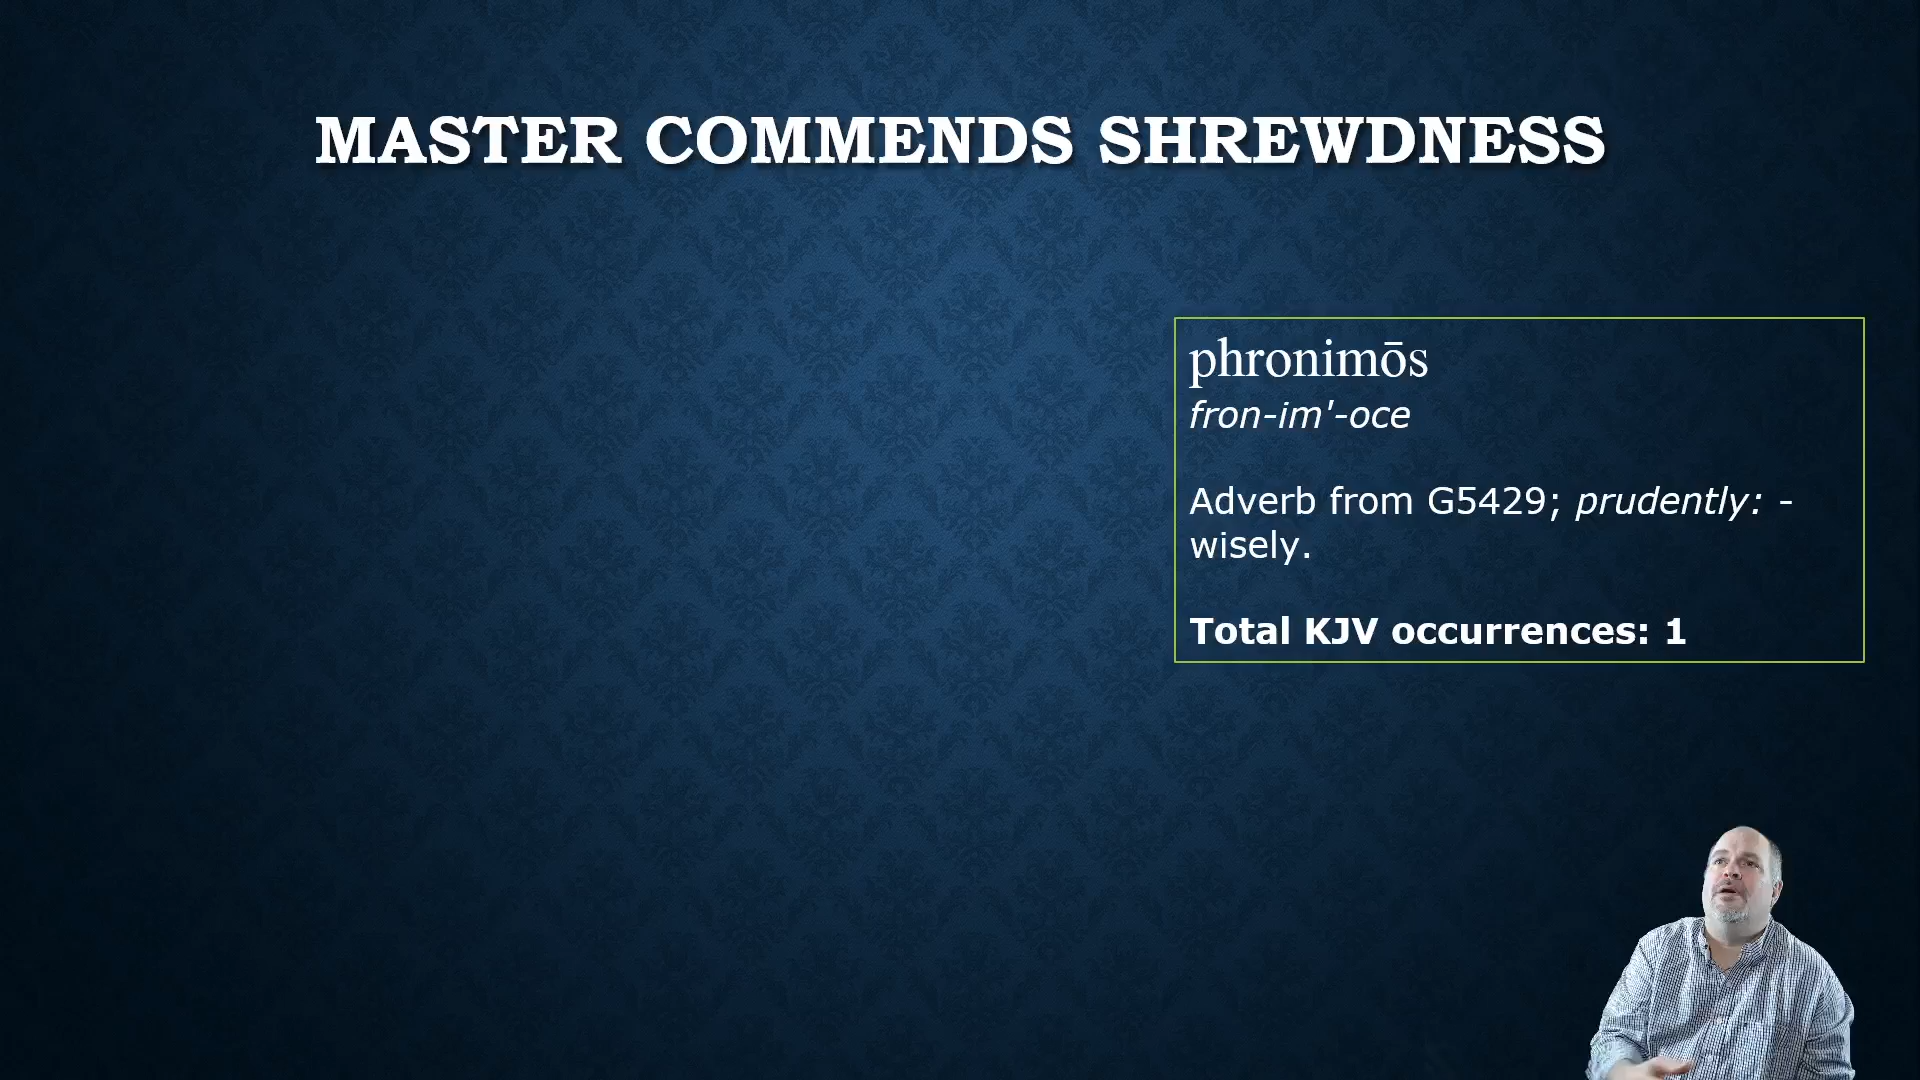 MASTER COMMENDS SHREWDNESS
phronimōs
fron-im'-oce
Adverb from G5429; prudently: -
wisely.
Total KJV occurrences: 1